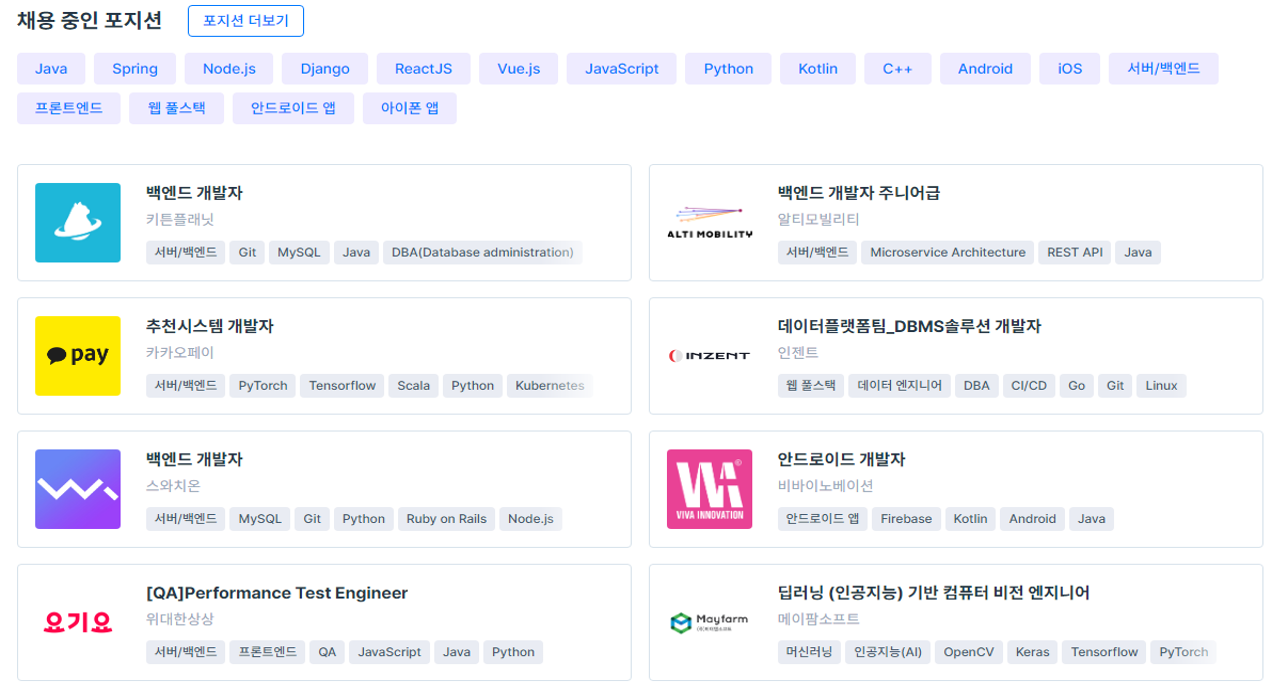 채용 중인 포지션 포지션 더보기
Java Spring Node.js Django ReactJS Vue.js JavaScript Python Kotlin C++ Android iOS 서버/백엔드
프론트엔드 웹 풀스택 안드로이드 앱 아이폰 앱
백엔드 개발자
키튼플래닛
서버/백엔드 Git MySQL Java DBA(Database administration)
ALTI MOBILITY
백엔드 개발자 주니어급
알티모빌리티
서버/백엔드 Microservice Architecture REST API Java
pay
추천시스템 개발자
카카오페이
서버/백엔드 PyTorch Tensorflow Scala Python Kubernetes
INZENT
데이터플랫폼팀_DBMS솔루션 개발자
인젠트
웹 풀스택 데이터 엔지니어 DBA CI/CD Go Git Linux
백엔드 개발자
스와치온
서버/백엔드 MySQL Git Python Ruby on Rails Node.js
VIVA INNOVATION
안드로이드 개발자
비바이노베이션
안드로이드 앱 Firebase Kotlin Android Java
요기요
[QA]Performance Test Engineer
위대한상상
서버/백엔드 프론트엔드 QA JavaScript Java Python
Mayfarm
딥러닝 (인공지능) 기반 컴퓨터 비전 엔지니어
메이팜소프트
머신러닝 인공지능(AI) OpenCV Keras Tensorflow PyTorch